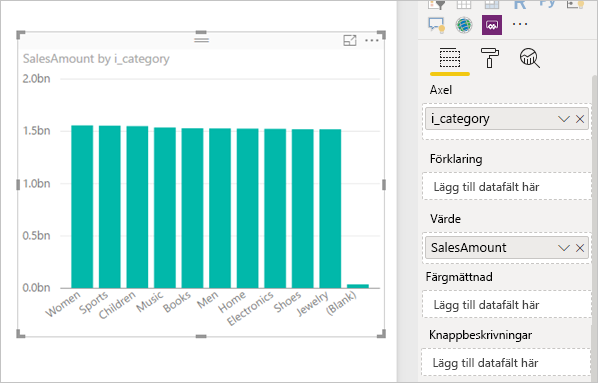 SalesAmount by i_category
2.0bn
1.5bn
1.0bn
0.5bn
0.0bn
Women
Sports
Children
Music
Books
Men
Home
Electronics
Shoes
Jewelry
(Blank)
Axel
i_category
Förklaring
Lägg till datafält här
Värde
SalesAmount
Färgmättnad
Lägg till datafält här
Knappbeskrivningar
Lägg till datafält här